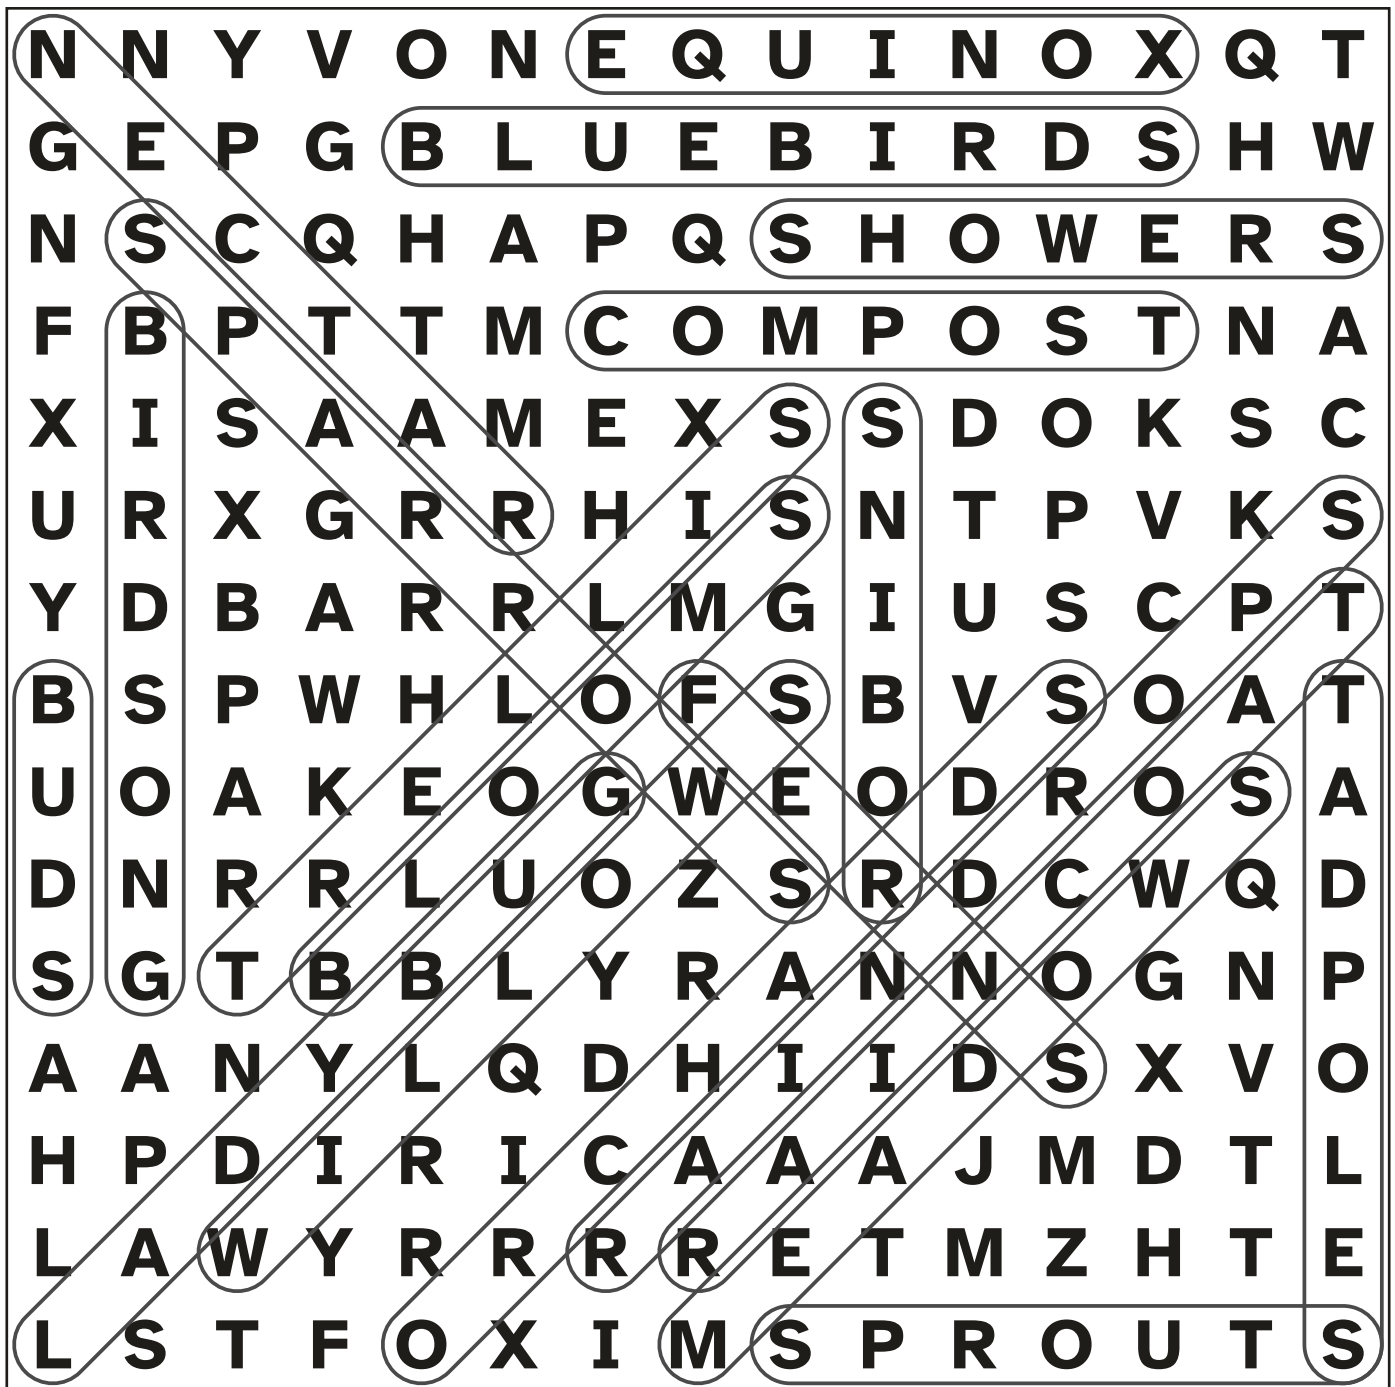 N N Y V O N E Q U I N O X Q T
G E P G B L U E B I R D S H W
N S C Q H A P Q S H O W E R S
F B P T T M C O M P O S T N A
X I S A A M E X S S D O K S C
U R X G R R H I S N T P V K S
Y D B A R R L M G I U S C P T
B S P W H L O F S B V S O A T
U O A K E O G W E O D R O S A
D N R R L U O Z S R D C W Q D
S G T B B L Y R A N N O G N P
A A N Y L Q D H I I D S X V O
H P D I R I C A A A J M D T L
L A W Y R R R R E T M Z H T E
L S T F O X I M S P R O U T S